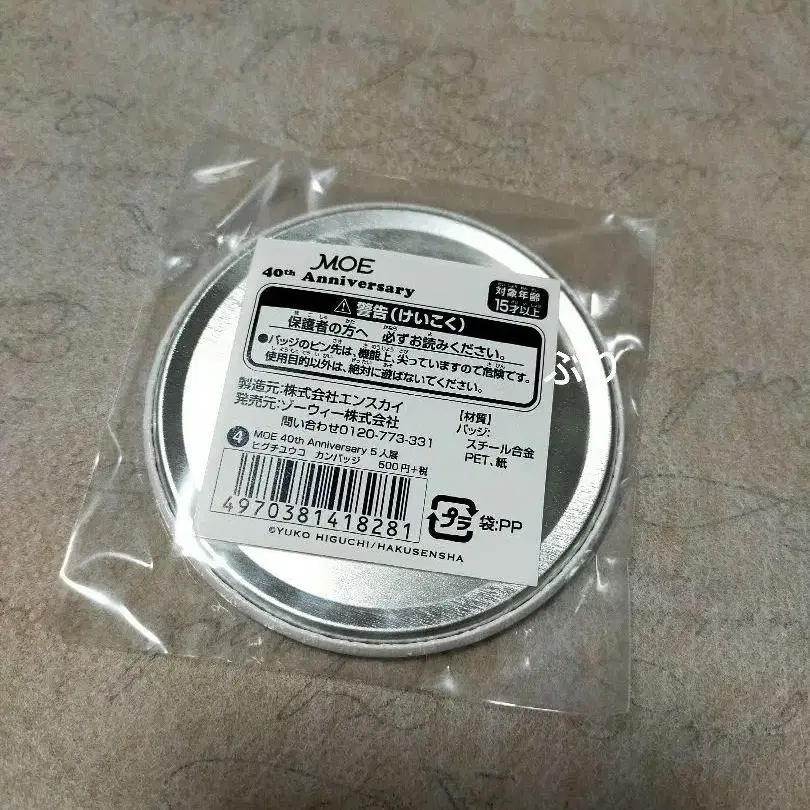 MOE
40th Anniversary
対象年齢
15才以上
警告(けいこく)
保護者の方へ 必ずお読みください。
●バッジのピン先は、機能上、尖っていますので危険です。
使用目的以外は、絶対に遊ばないでください。
製造元:株式会社エンスカイ
発売元:ゾーウィー株式会社
問い合わせ0120-773-331
【材質】
バッジ:
スチール合金
PET、紙
4 MOE 40th Anniversary 5人展
ヒグチユウコ カンバッジ 500円+税
4970381418281
プラ 袋:PP
©YUKO HIGUCHI/HAKUSENSHA